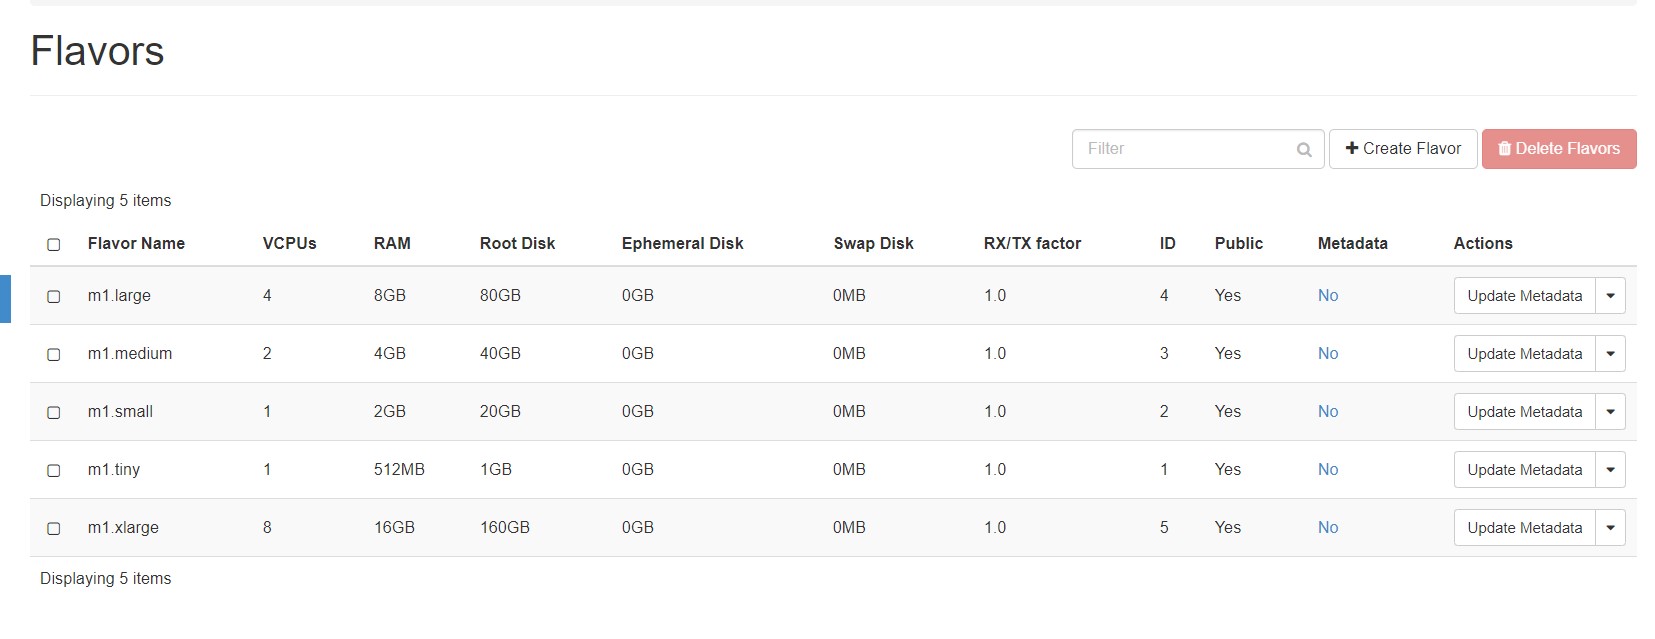 Flavors
Filter
Create Flavor
Delete Flavors
Displaying 5 items
Flavor Name VCPUs RAM Root Disk Ephemeral Disk Swap Disk RX/TX factor ID Public Metadata Actions
m1.large 4 8GB 80GB 0GB 0MB 1.0 4 Yes No Update Metadata
m1.medium 2 4GB 40GB 0GB 0MB 1.0 3 Yes No Update Metadata
m1.small 1 2GB 20GB 0GB 0MB 1.0 2 Yes No Update Metadata
m1.tiny 1 512MB 1GB 0GB 0MB 1.0 1 Yes No Update Metadata
m1.xlarge 8 16GB 160GB 0GB 0MB 1.0 5 Yes No Update Metadata
Displaying 5 items